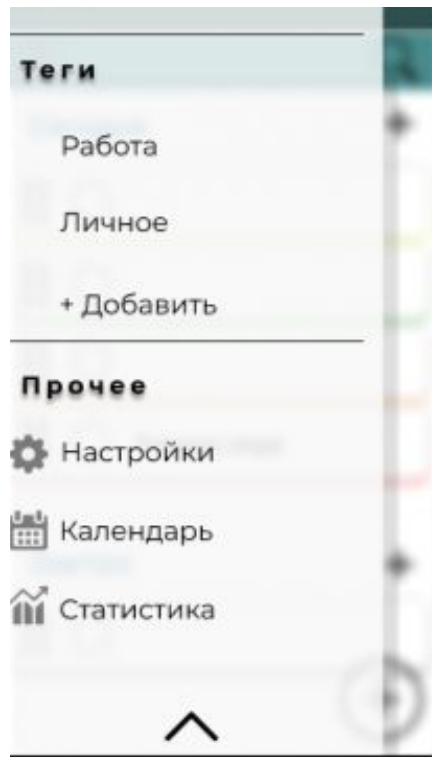 Теги
Работа
Личное
+ Добавить
Прочее
Настройки
Календарь
Статистика